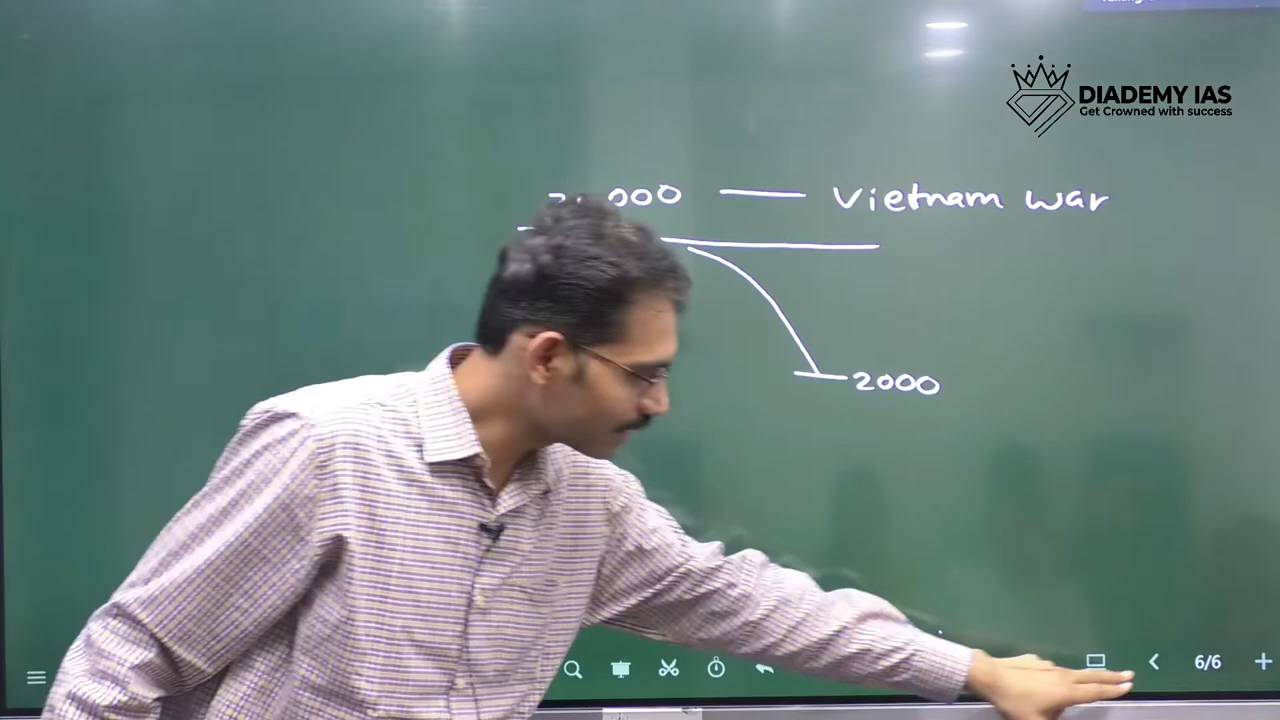 DIADEMY IAS
Get Crowned with success
000 — Vietnam war
2000
6/6